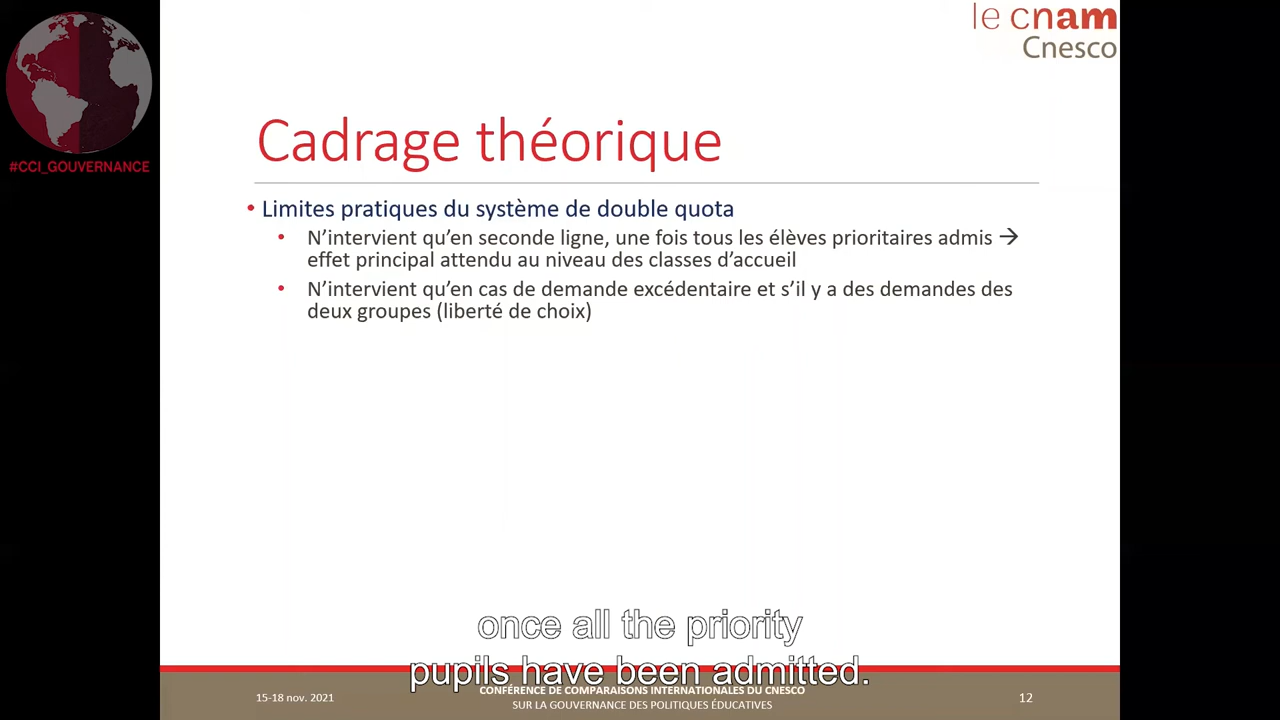 le cnam
Cnesco
#CCI_GOUVERNANCE
Cadrage théorique
• Limites pratiques du système de double quota
• N’intervient qu’en seconde ligne, une fois tous les élèves prioritaires admis →
effet principal attendu au niveau des classes d’accueil
• N’intervient qu’en cas de demande excédentaire et s’il y a des demandes des
deux groupes (liberté de choix)
once all the priority
pupils have been admitted.
15-18 nov. 2021
CONFÉRENCE DE COMPARAISONS INTERNATIONALES DU CNESCO
SUR LA GOUVERNANCE DES POLITIQUES ÉDUCATIVES
12